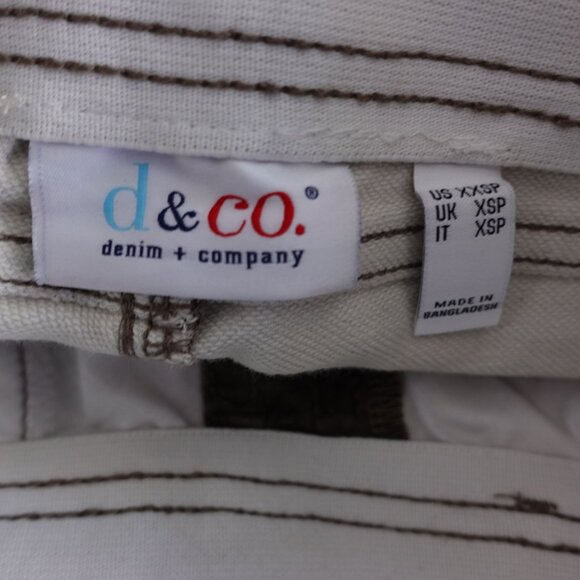 d&co.®
denim + company
US XXSP
UK XSP
IT XSP
MADE IN
BANGLADESH